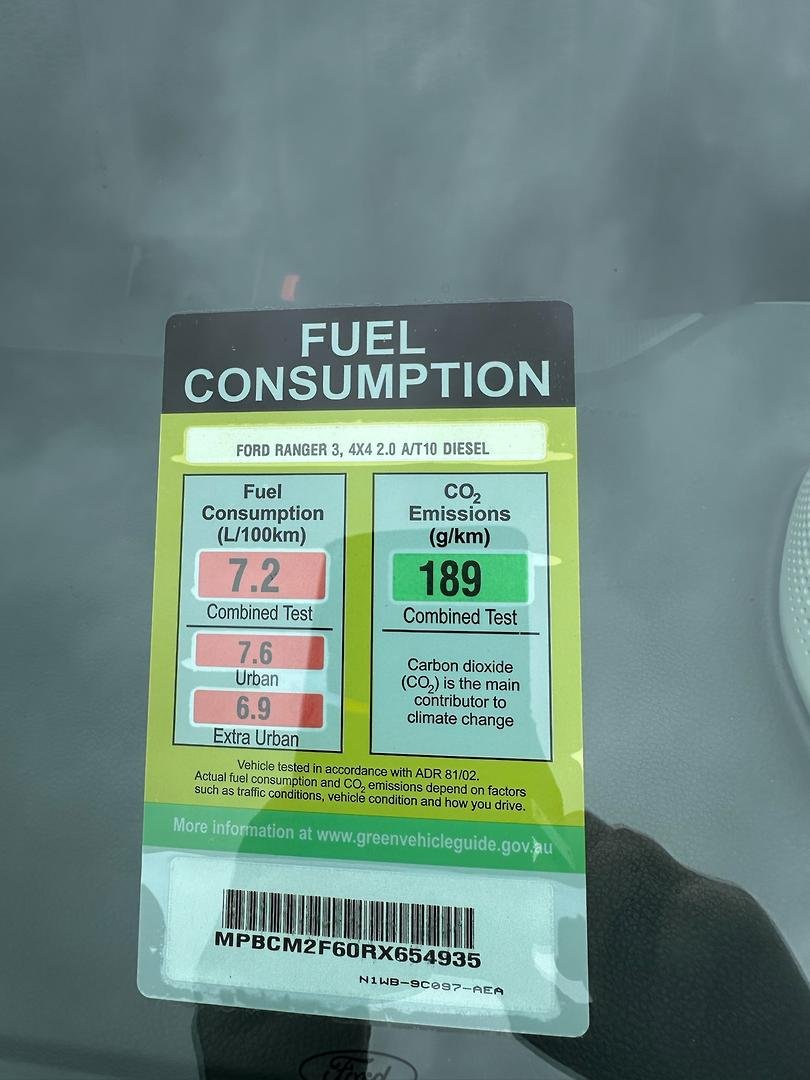 FUEL
CONSUMPTION
FORD RANGER 3, 4X4 2.0 A/T10 DIESEL
Fuel
Consumption
(L/100km)
7.2
Combined Test
7.6
Urban
6.9
Extra Urban
CO₂
Emissions
(g/km)
189
Combined Test
Carbon dioxide
(CO₂) is the main
contributor to
climate change
Vehicle tested in accordance with ADR 81/02.
Actual fuel consumption and CO₂ emissions depend on factors
such as traffic conditions, vehicle condition and how you drive.
More information at www.greenvehicleguide.gov.au
MPBCM2F60RX654935
N1WB-9C097-AEA
Ford